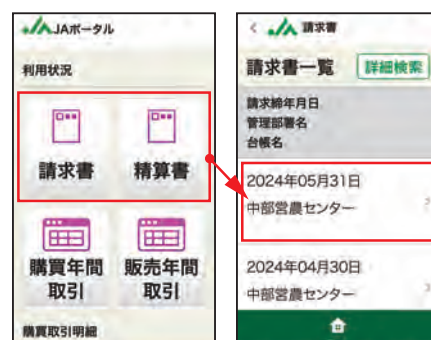 JAポータル
利用状況
請求書
精算書
購買年間
取引
販売年間
取引
購買取引明細
請求書
請求書一覧
詳細検索
請求締年月日
管理部署名
台帳名
2024年05月31日
中部営農センター
2024年04月30日
中部営農センター